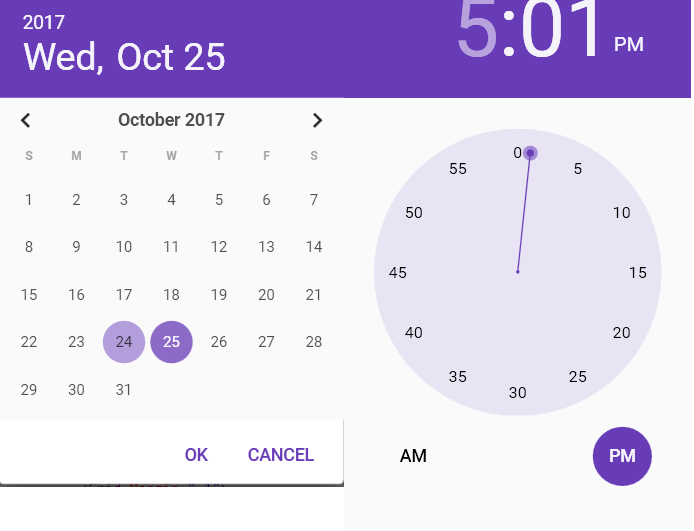 2017
Wed, Oct 25
October 2017
S M T W T F S
1 2 3 4 5 6 7
8 9 10 11 12 13 14
15 16 17 18 19 20 21
22 23 24 25 26 27 28
29 30 31
OK CANCEL
5:01 PM
0
5
10
15
20
25
30
35
40
45
50
55
AM PM